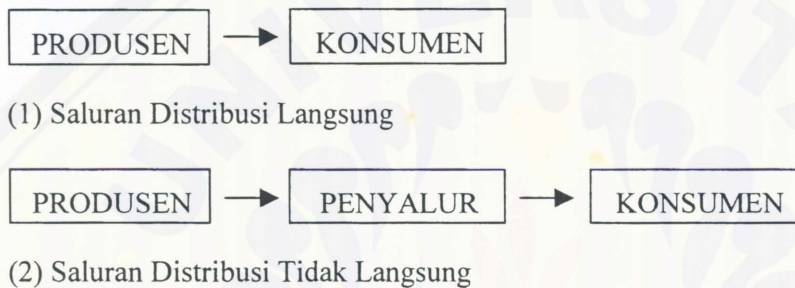 PRODUSEN → KONSUMEN
(1) Saluran Distribusi Langsung
PRODUSEN → PENYALUR → KONSUMEN
(2) Saluran Distribusi Tidak Langsung